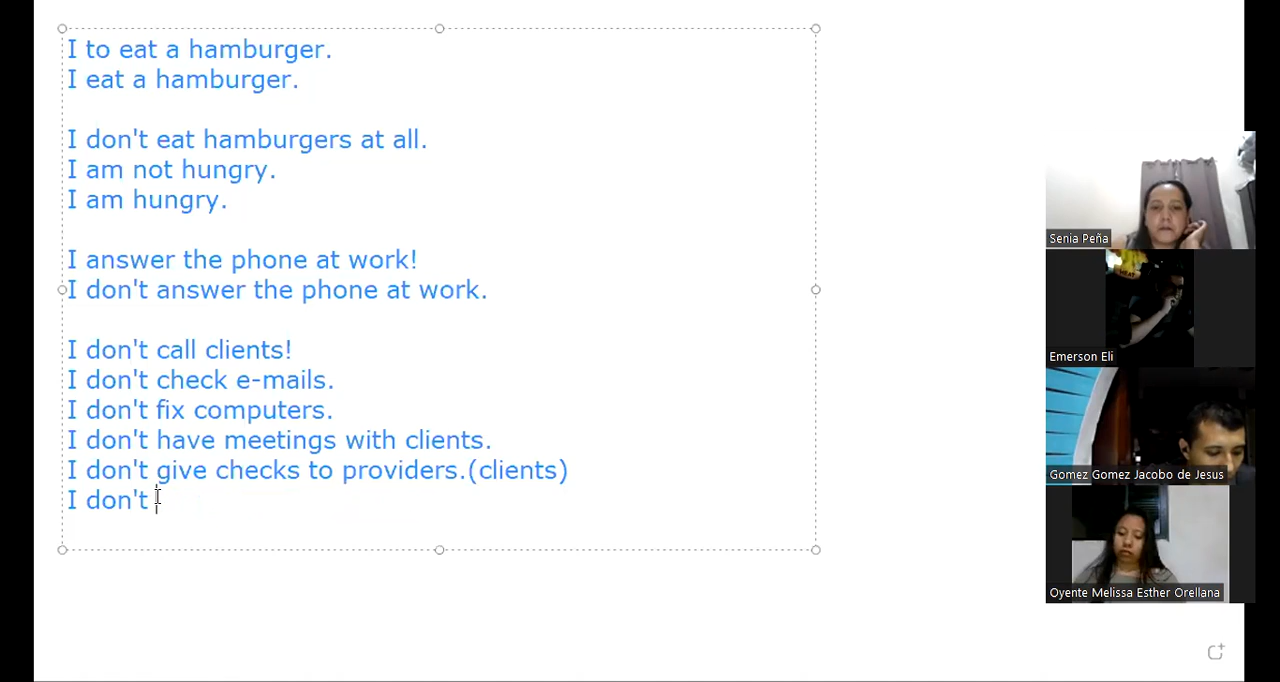 I to eat a hamburger.
I eat a hamburger.
I don't eat hamburgers at all.
I am not hungry.
I am hungry.
I answer the phone at work!
I don't answer the phone at work.
I don't call clients!
I don't check e-mails.
I don't fix computers.
I don't have meetings with clients.
I don't give checks to providers.(clients)
I don't
Senia Peña
Emerson Eli
Gomez Gomez Jacobo de Jesus
Oyente Melissa Esther Orellana